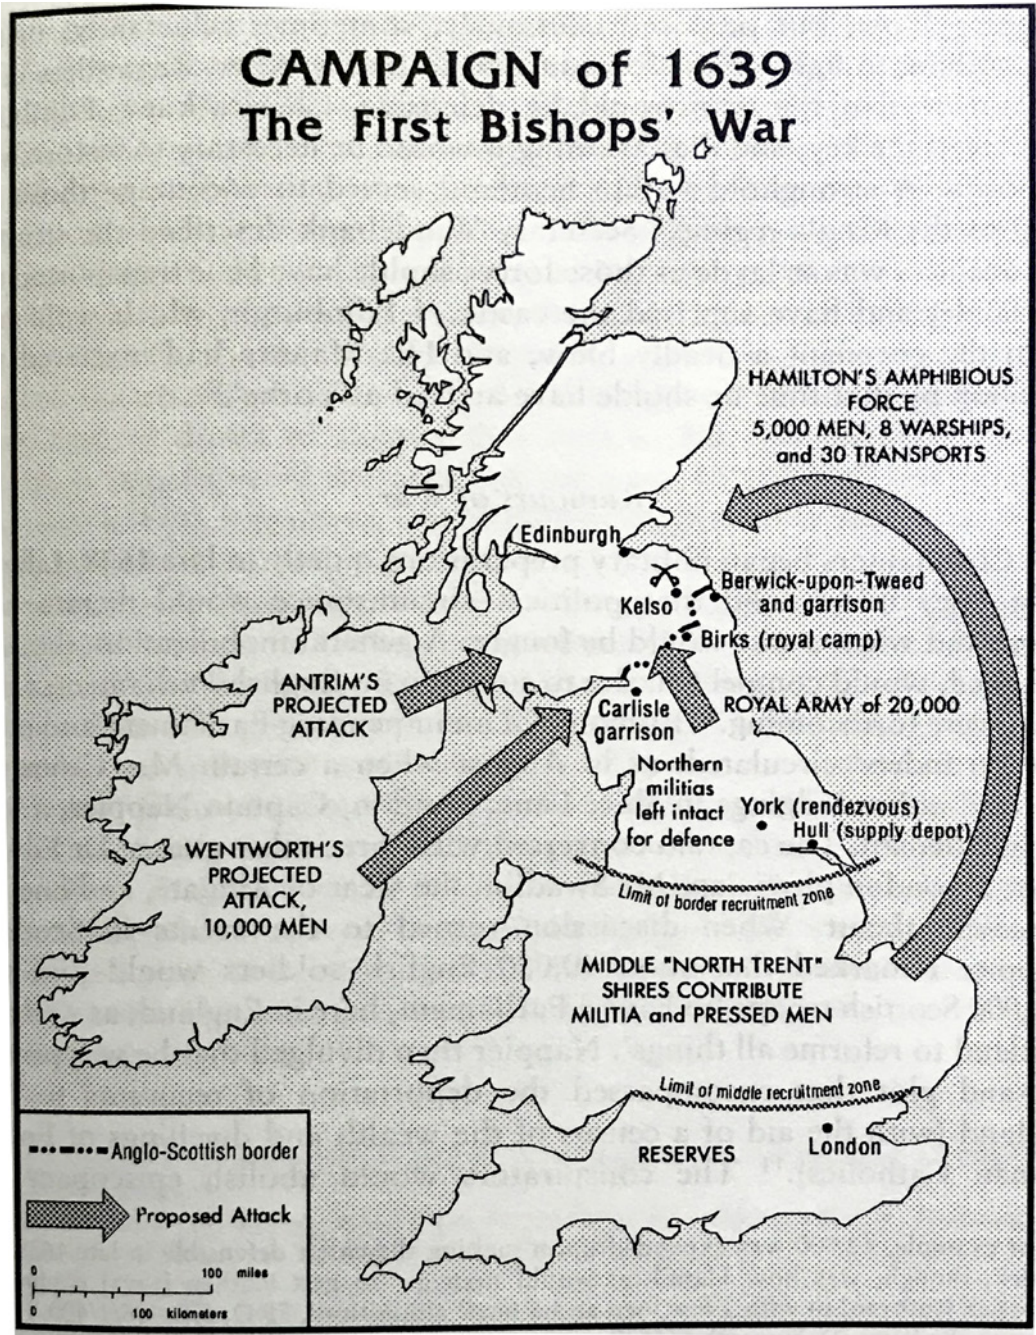 CAMPAIGN of 1639
The First Bishops' War
HAMILTON'S AMPHIBIOUS
FORCE
5,000 MEN, 8 WARSHIPS,
and 30 TRANSPORTS
Edinburgh
Kelso
Berwick-upon-Tweed
and garrison
Birks (royal camp)
ANTRIM'S
PROJECTED
ATTACK
Carlisle
garrison
ROYAL ARMY of 20,000
Northern
militias
left intact
for defence
York (rendezvous)
Hull (supply depot)
WENTWORTH'S
PROJECTED
ATTACK,
10,000 MEN
Limit of border recruitment zone
MIDDLE "NORTH TRENT"
SHIRES CONTRIBUTE
MILITIA and PRESSED MEN
Limit of middle recruitment zone
London
RESERVES
Anglo-Scottish border
Proposed Attack
0 100 miles
0 100 kilometers